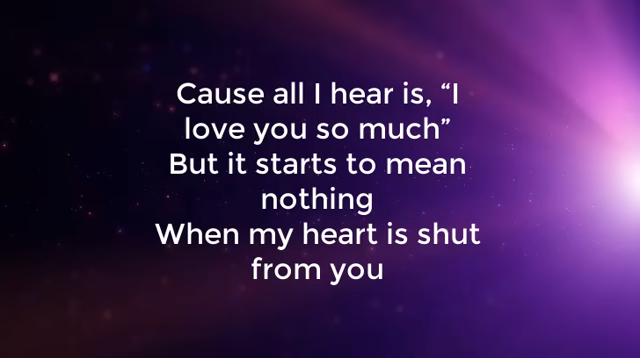 Cause all I hear is, “I
love you so much”
But it starts to mean
nothing
When my heart is shut
from you